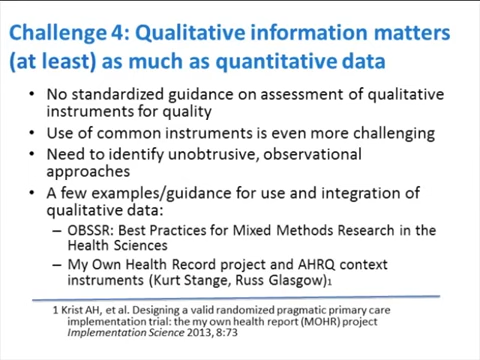 Challenge 4: Qualitative information matters
(at least) as much as quantitative data
• No standardized guidance on assessment of qualitative
instruments for quality
• Use of common instruments is even more challenging
• Need to identify unobtrusive, observational
approaches
• A few examples/guidance for use and integration of
qualitative data:
– OBSSR: Best Practices for Mixed Methods Research in the
Health Sciences
– My Own Health Record project and AHRQ context
instruments (Kurt Stange, Russ Glasgow)1
1 Krist AH, et al. Designing a valid randomized pragmatic primary care
implementation trial: the my own health report (MOHR) project
Implementation Science 2013, 8:73